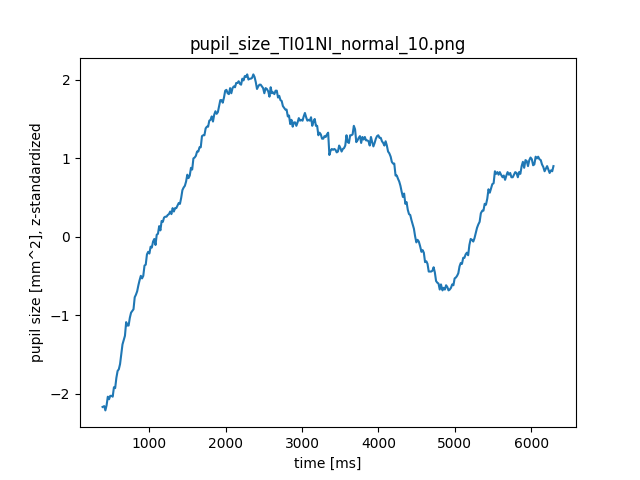 pupil_size_TI01NI_normal_10.png
pupil size [mm^2], z-standardized
2
1
0
−1
−2
1000 2000 3000 4000 5000 6000
time [ms]